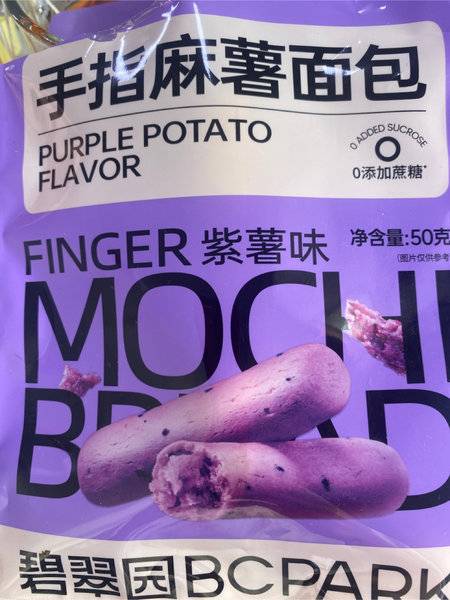 手指麻薯面包
PURPLE POTATO
FLAVOR
0 ADDED SUCROSE
0添加蔗糖*
FINGER 紫薯味
净含量:50克
(图片仅供参考
MOCHI
BREAD
碧翠园BCPARK